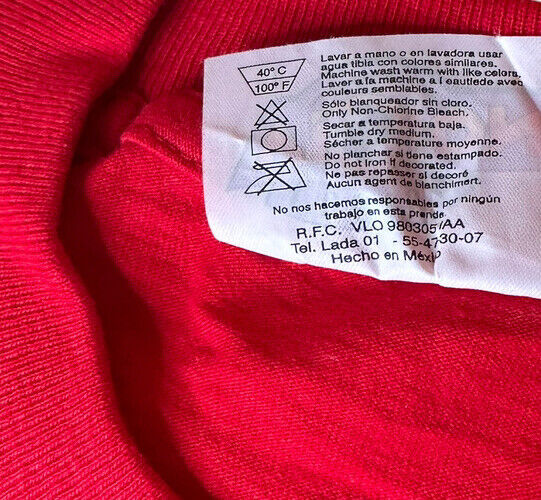 40° C
100° F
Lavar a mano o en lavadora usar
agua tibia con colores similares.
Machine wash warm with like colors.
Laver a fa machine a l'eautiede avec
couleurs semblables.
Sólo blanqueador sin cloro.
Only Non-Chlorine Bleach.
Secar a temperatura baja.
Tumble dry medium.
Sécher a temperature moyenne.
No planchar si tiene estampado.
Do not Iron if decorated.
Ne pas repasser si decoré
Aucun agent de blanchimert.
No nos hacemos responsables por ningún
trabajo en esta prenda
R.F.C. VLO 980305 /AA
Tel. Lada 01 - 55-4730-07
Hecho en México